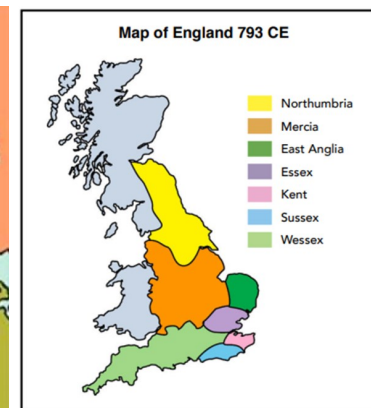 Map of England 793 CE
Northumbria
Mercia
East Anglia
Essex
Kent
Sussex
Wessex